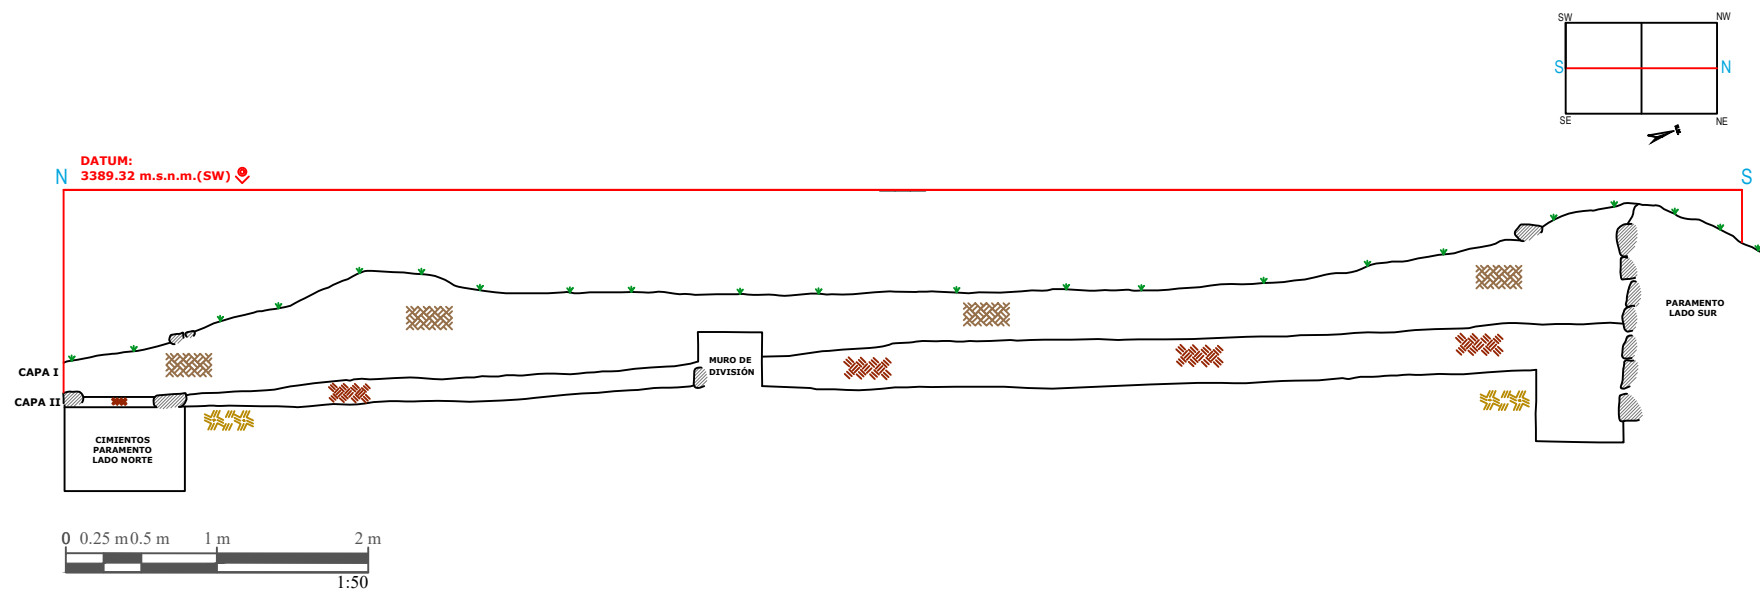 SW
NW
S
N
SE
NE
DATUM:
3389.32 m.s.n.m.(SW)
N
S
PARAMENTO
LADO SUR
MURO DE
DIVISIÓN
CAPA I
CAPA II
CIMIENTOS
PARAMENTO
LADO NORTE
0 0.25 m 0.5 m 1 m 2 m
1:50